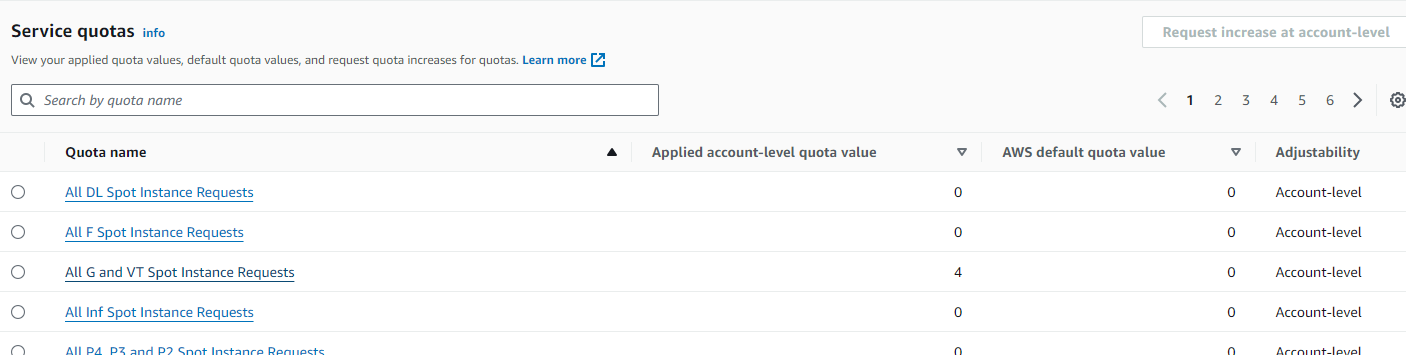 Service quotas info
Request increase at account-level
View your applied quota values, default quota values, and request quota increases for quotas. Learn more
Search by quota name
1 2 3 4 5 6
Quota name Applied account-level quota value AWS default quota value Adjustability
All DL Spot Instance Requests 0 0 Account-level
All F Spot Instance Requests 0 0 Account-level
All G and VT Spot Instance Requests 4 0 Account-level
All Inf Spot Instance Requests 0 0 Account-level
All P4, P3 and P2 Spot Instance Requests 0 0 Account-level